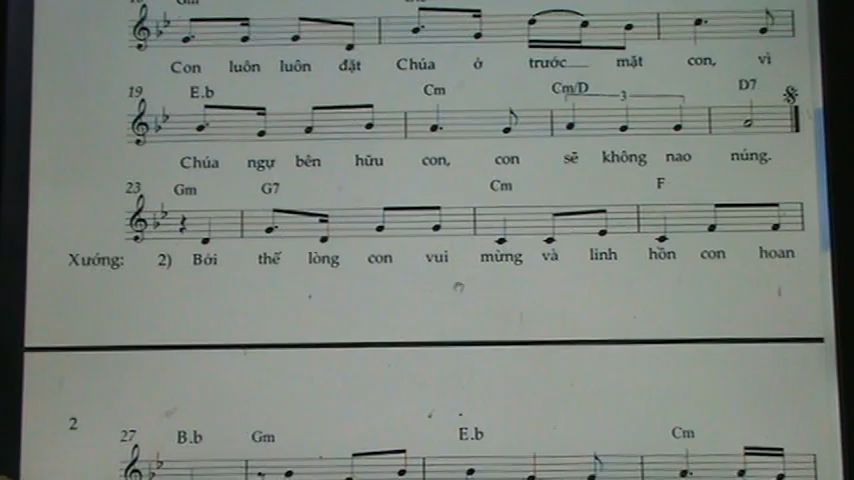 Con luôn luôn đặt Chúa ở trước mặt con, vì
19 E.b Cm Cm/D 3 D7
Chúa ngự bên hữu con, con sẽ không nao núng.
23 Gm G7 Cm F
Xướng: 2) Bởi thế lòng con vui mừng và linh hồn con hoan
2
27 B.b Gm E.b Cm